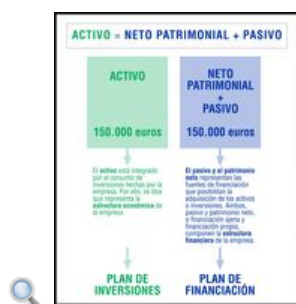 ACTIVO = NETO PATRIMONIAL + PASIVO
ACTIVO
150.000 euros
El activo está integrado
por el conjunto de
inversiones hechas por la
empresa. Por ello, se dice
que representa la
estructura económica de
la empresa
PLAN DE
INVERSIONES
NETO
PATRIMONIAL
+
PASIVO
150.000 euros
El pasivo y el patrimonio
neto representan las
fuentes de financiación
que posibilitan la
adquisición de los activos
o inversiones. Ambos,
pasivo y patrimonio neto,
o financiación ajena y
financiación propia,
componen la estructura
financiera de la empresa.
PLAN DE
FINANCIACIÓN